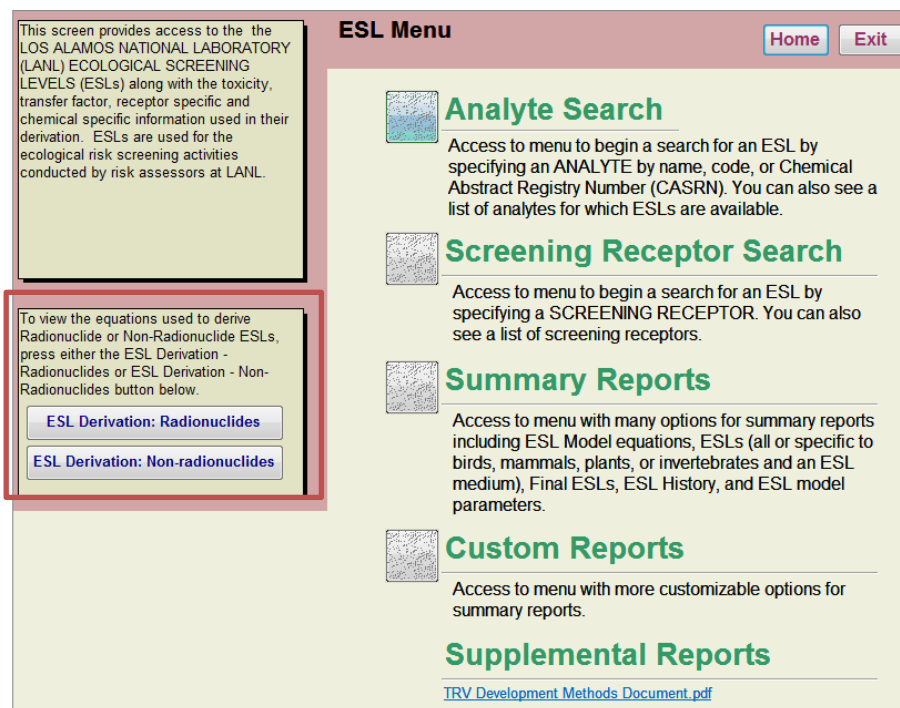 This screen provides access to the  the
LOS ALAMOS NATIONAL LABORATORY
(LANL) ECOLOGICAL SCREENING
LEVELS (ESLs) along with the toxicity,
transfer factor, receptor specific and
chemical specific information used in their
derivation.  ESLs are used for the
ecological risk screening activities
conducted by risk assessors at LANL.
To view the equations used to derive
Radionuclide or Non-Radionuclide ESLs,
press either the ESL Derivation -
Radionuclides or ESL Derivation - Non-
Radionuclides button below.
ESL Derivation: Radionuclides
ESL Derivation: Non-radionuclides
ESL Menu
Home
Exit
Analyte Search
Access to menu to begin a search for an ESL by
specifying an ANALYTE by name, code, or Chemical
Abstract Registry Number (CASRN). You can also see a
list of analytes for which ESLs are available.
Screening Receptor Search
Access to menu to begin a search for an ESL by
specifying a SCREENING RECEPTOR. You can also
see a list of screening receptors.
Summary Reports
Access to menu with many options for summary reports
including ESL Model equations, ESLs (all or specific to
birds, mammals, plants, or invertebrates and an ESL
medium), Final ESLs, ESL History, and ESL model
parameters.
Custom Reports
Access to menu with more customizable options for
summary reports.
Supplemental Reports
TRV Development Methods Document.pdf